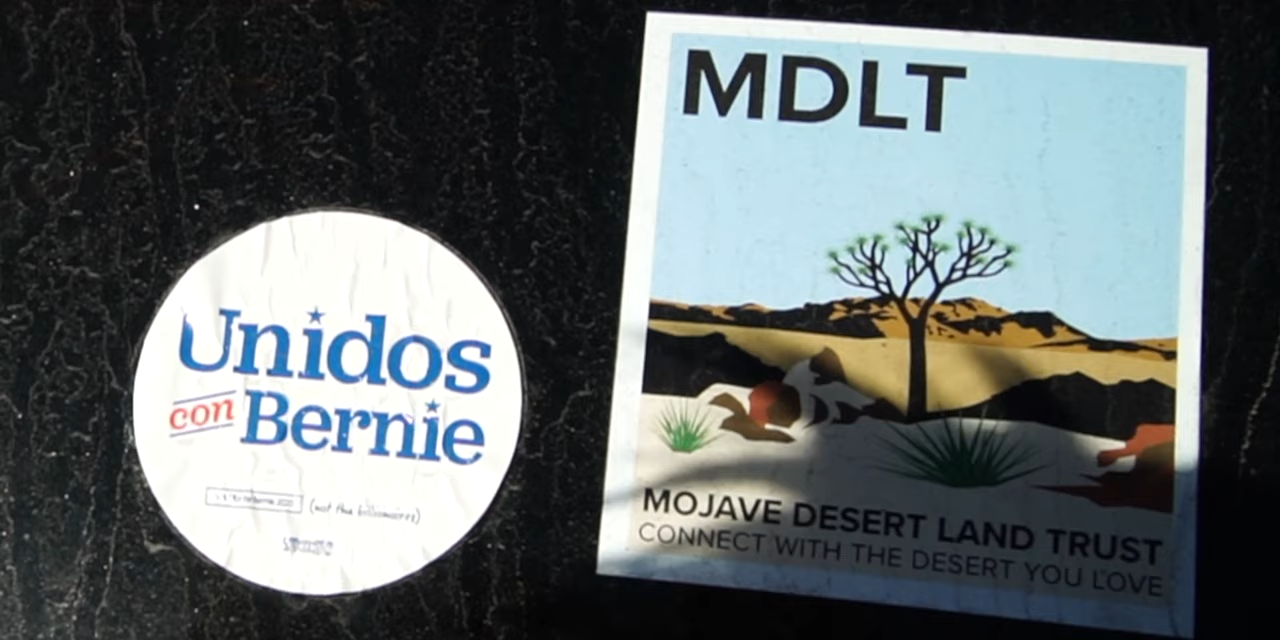 Unidos
con Bernie
(not the billionaires)
MDLT
MOJAVE DESERT LAND TRUST
CONNECT WITH THE DESERT YOU LOVE